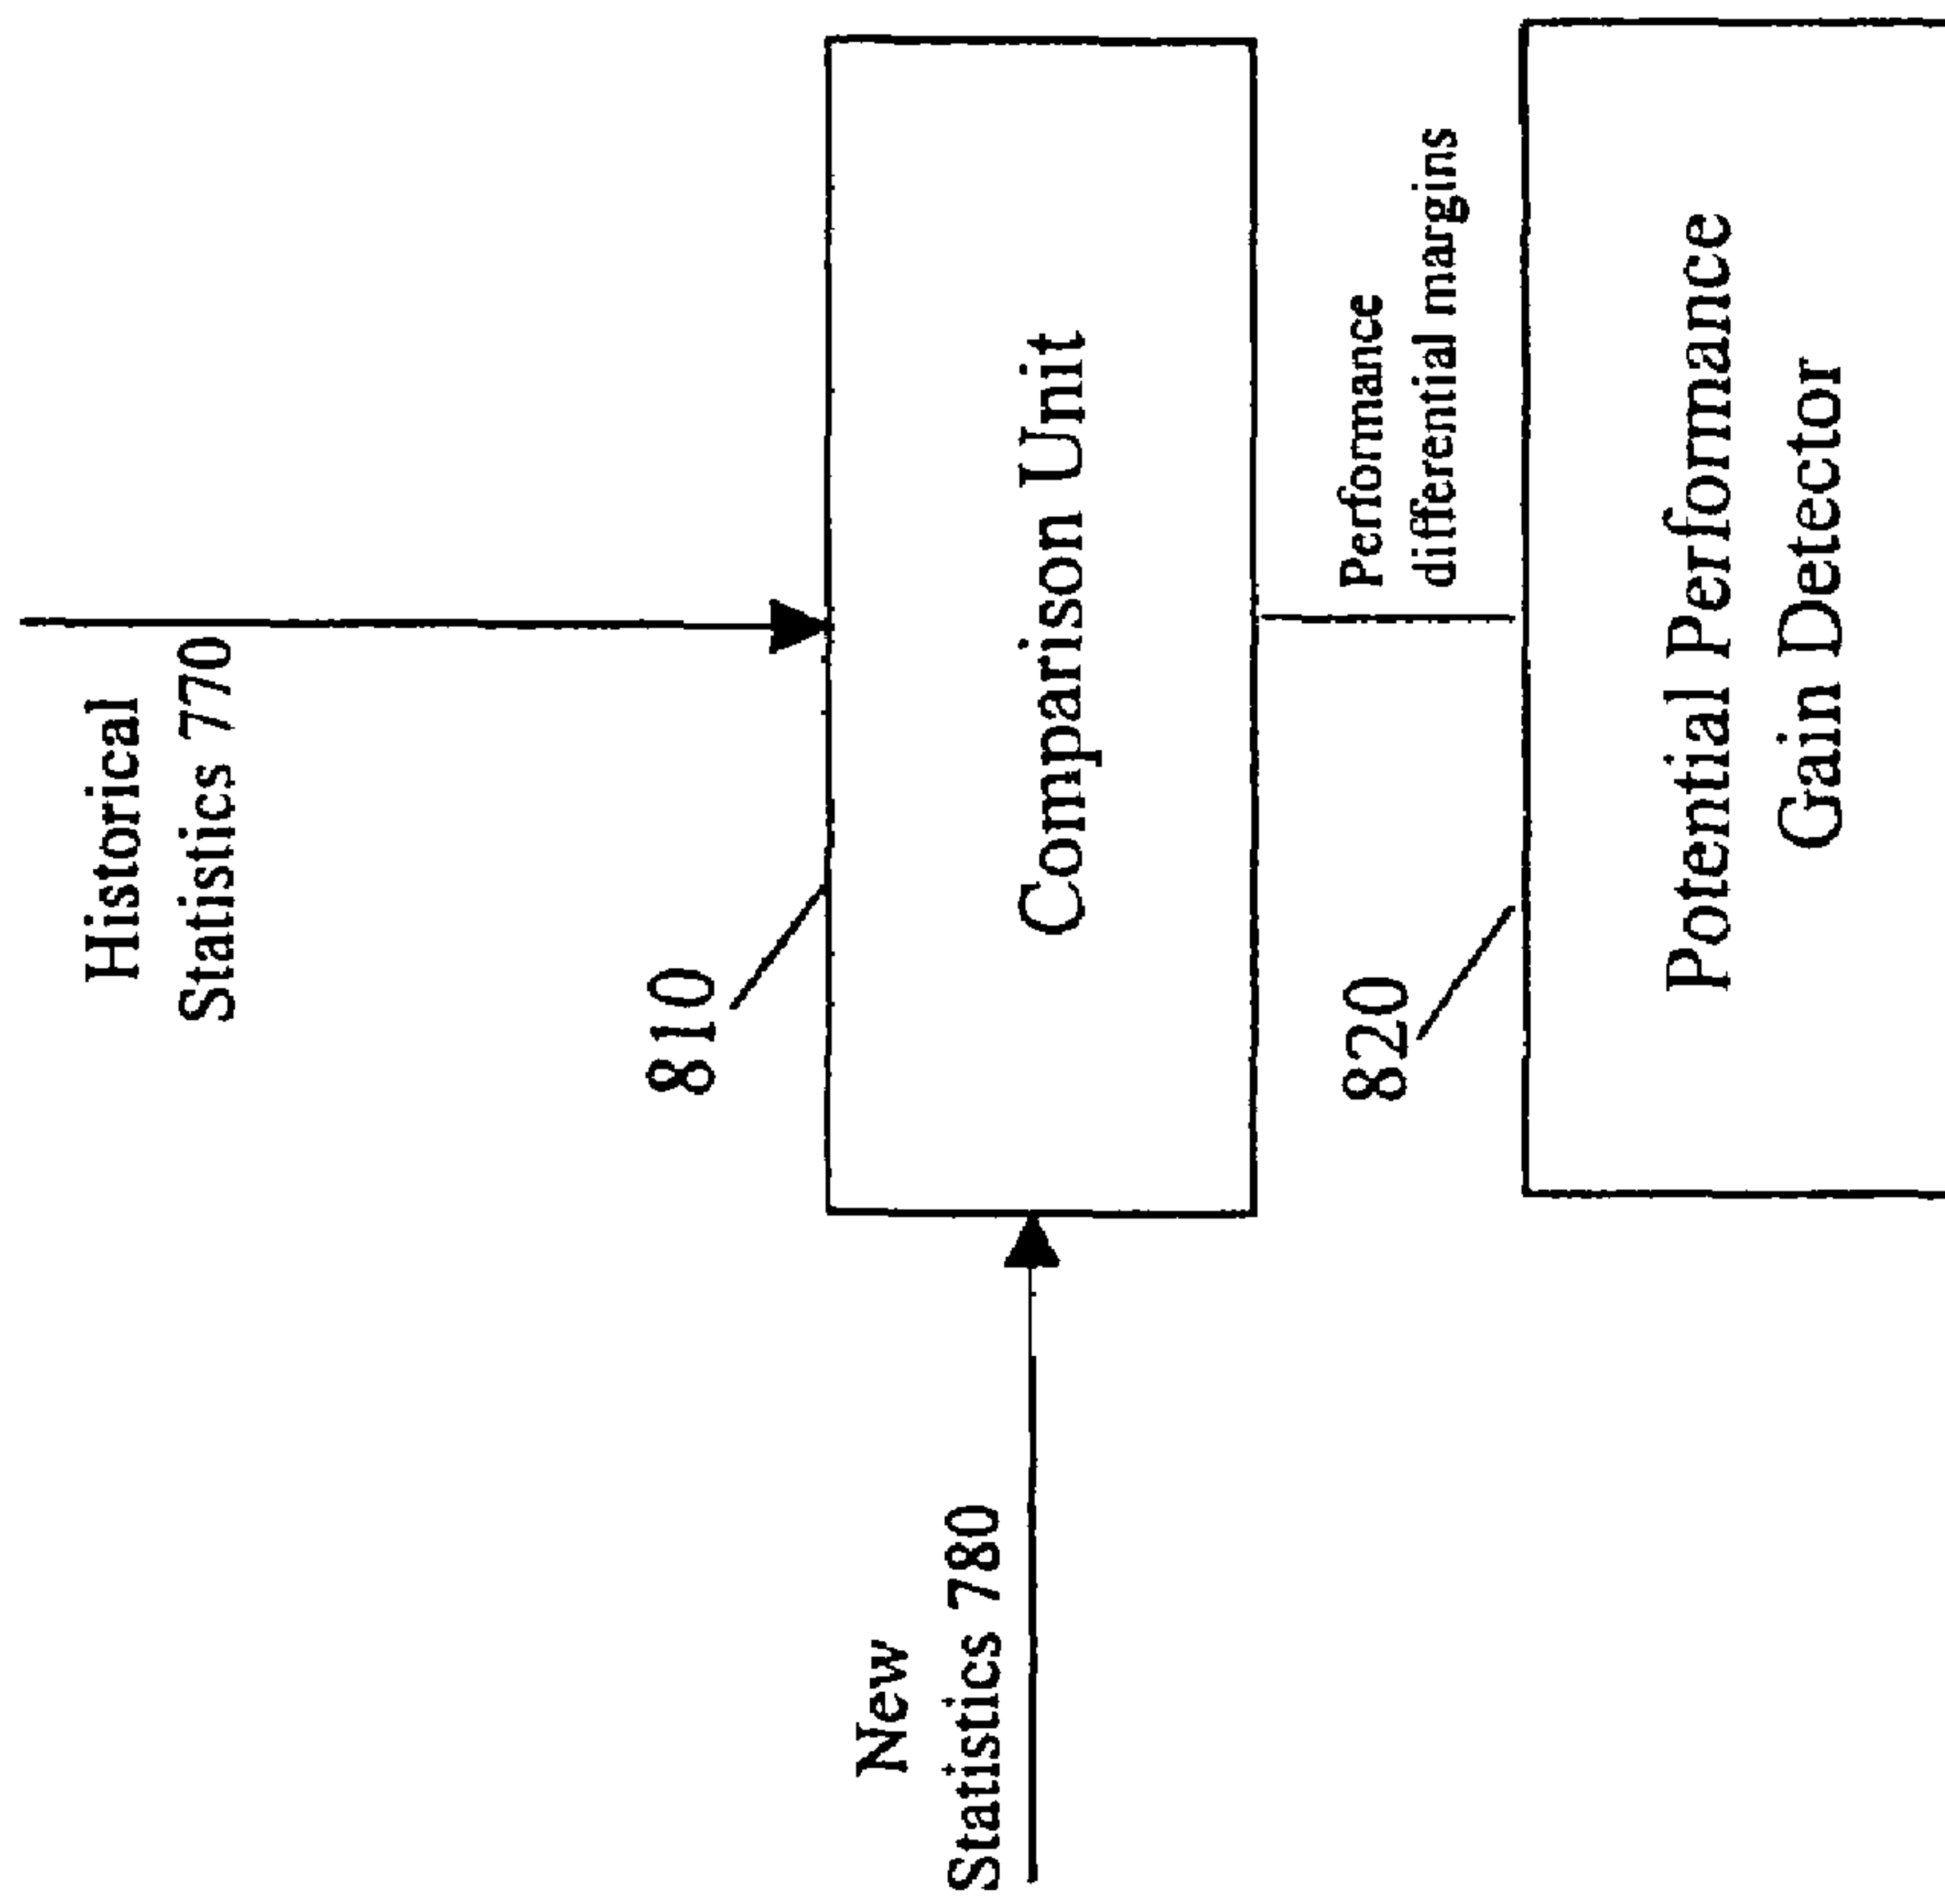 Historical
Statistics 770
New
Statistics 780
810
Comparison Unit
Performance
differential margins
820
Potential Performance
Gain Detector